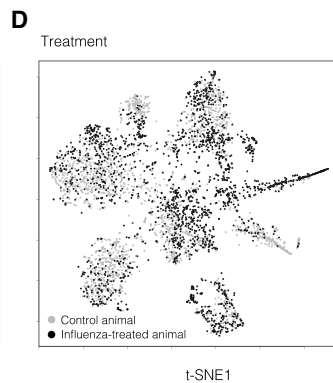 D
Treatment
Control animal
Influenza-treated animal
t-SNE1